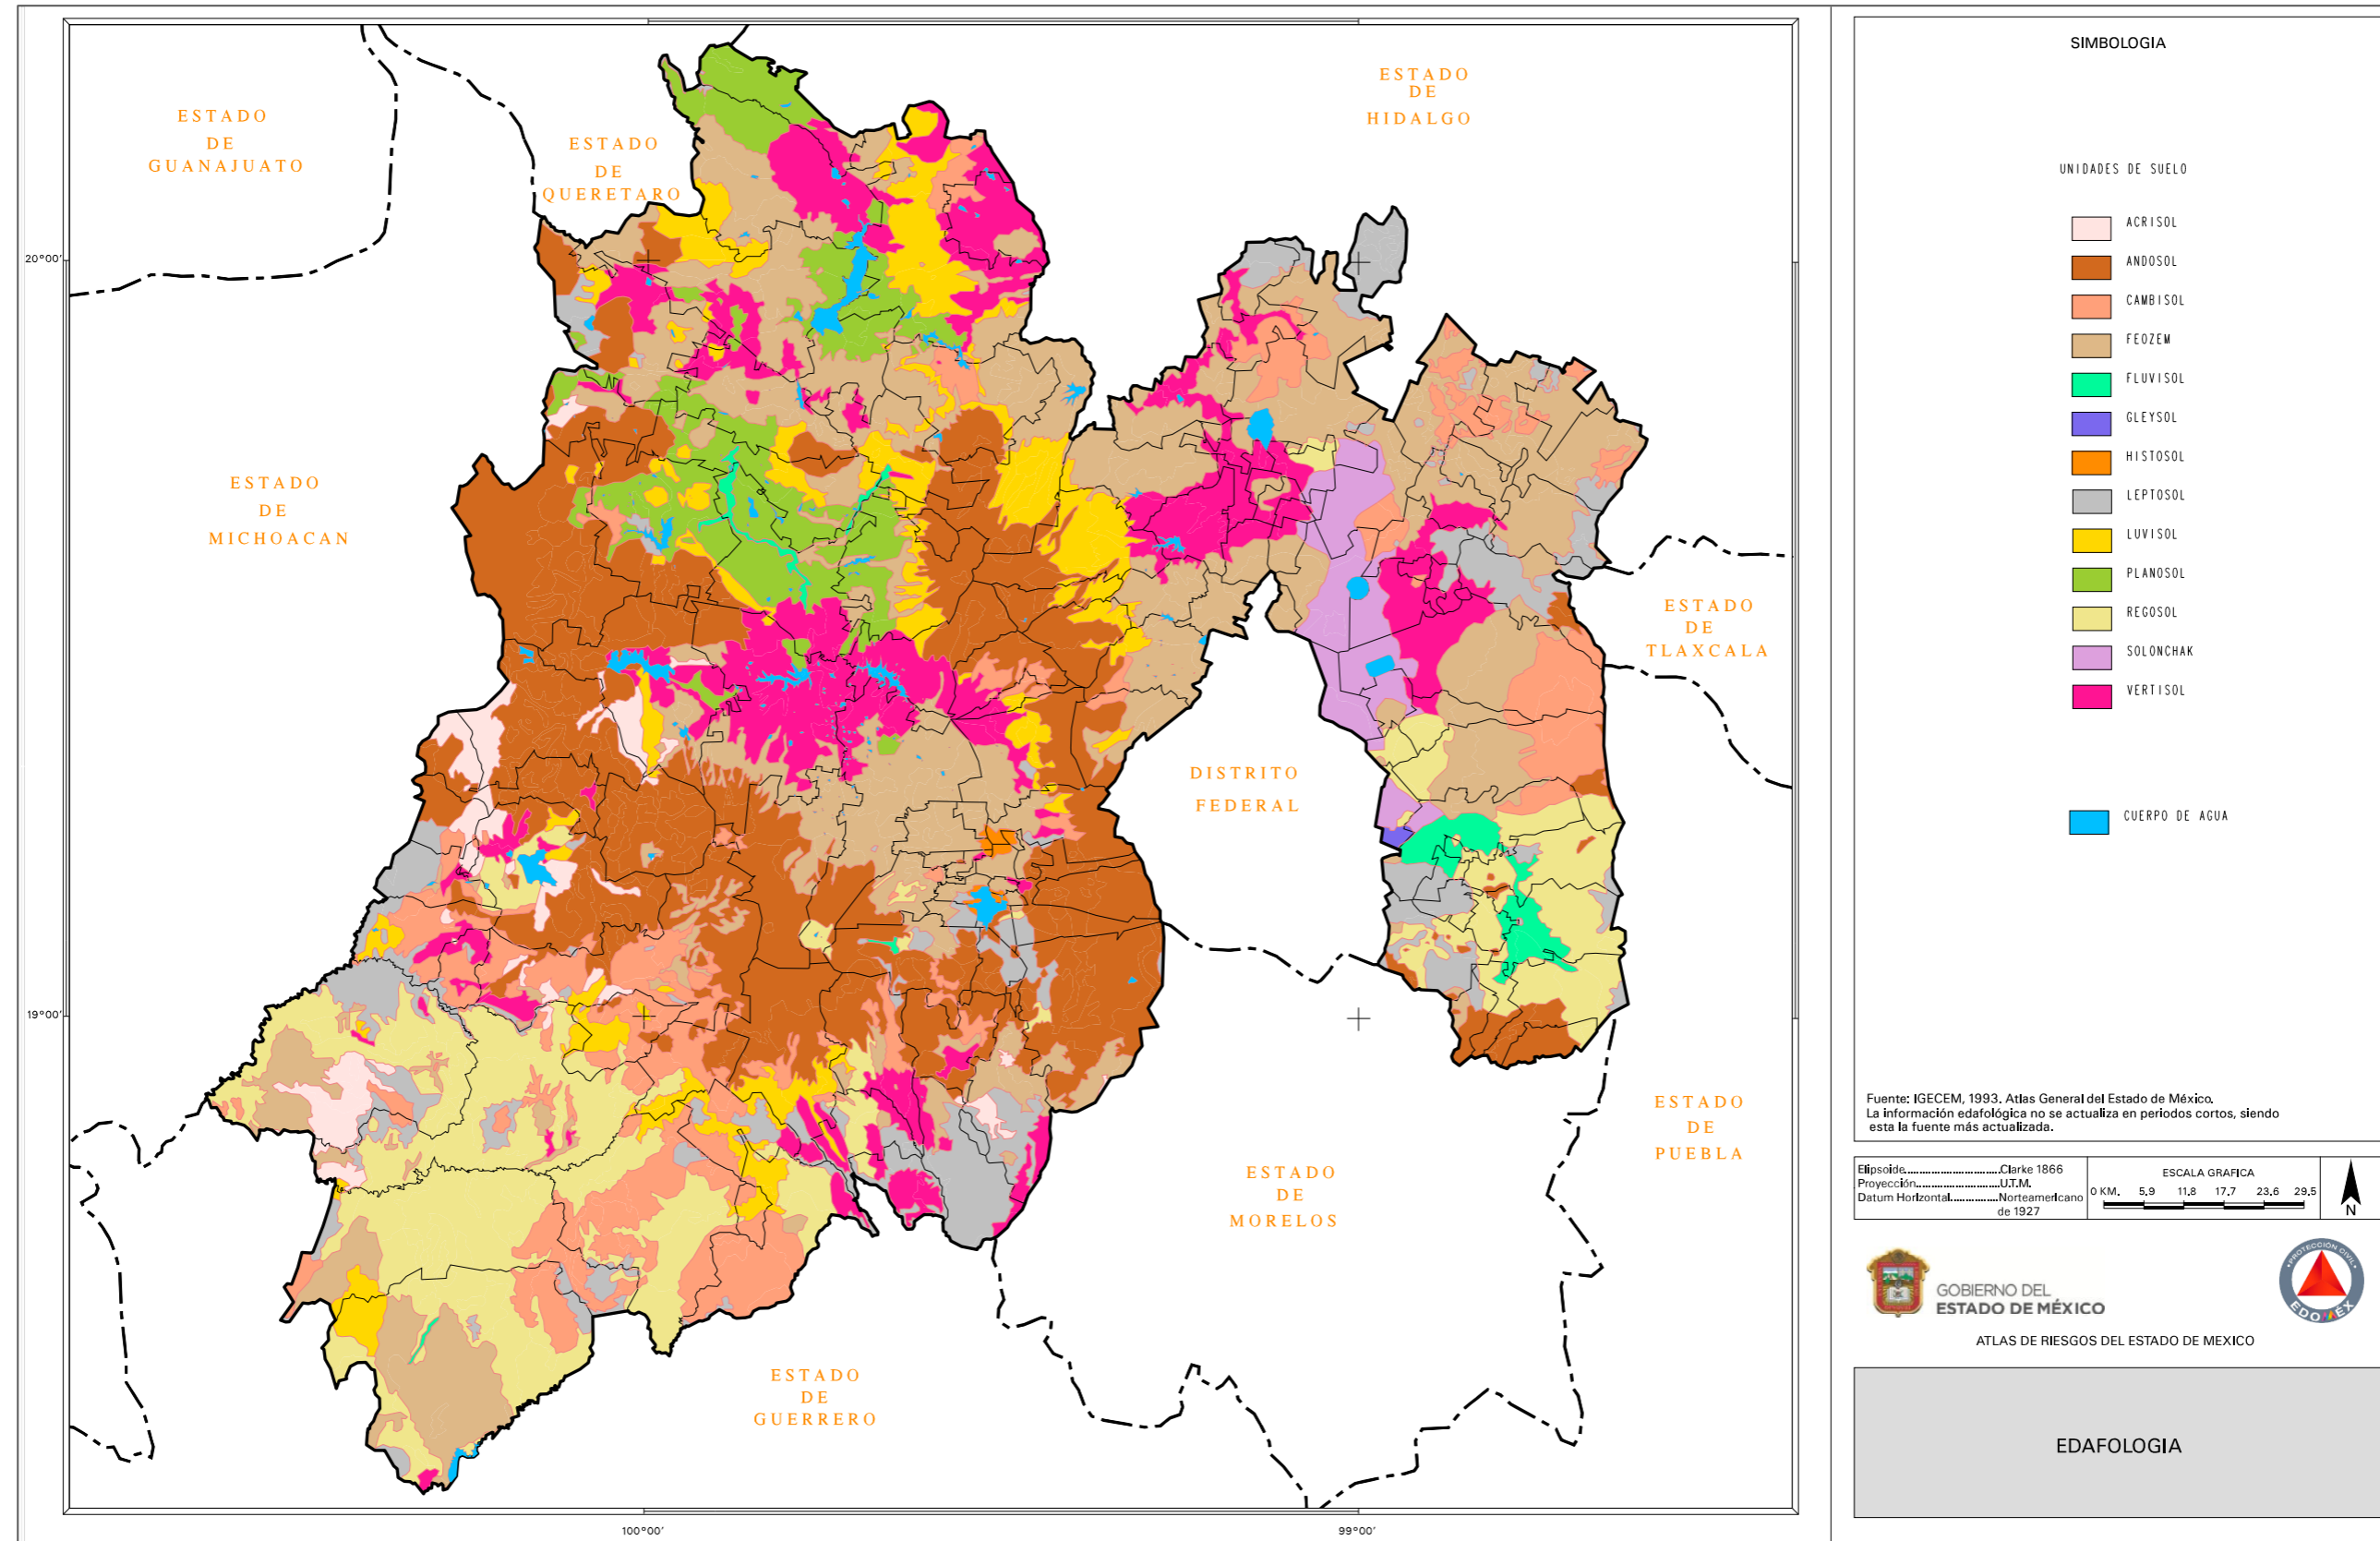 ESTADO
DE
GUANAJUATO
ESTADO
DE
QUERETARO
ESTADO
DE
HIDALGO
ESTADO
DE
MICHOACAN
ESTADO
DE
TLAXCALA
DISTRITO
FEDERAL
ESTADO
DE
MORELOS
ESTADO
DE
PUEBLA
ESTADO
DE
GUERRERO
20°00'
19°00'
100°00'
99°00'
SIMBOLOGIA
UNIDADES DE SUELO
ACRISOL
ANDOSOL
CAMBISOL
FEOZEM
FLUVISOL
GLEYSOL
HISTOSOL
LEPTOSOL
LUVISOL
PLANOSOL
REGOSOL
SOLONCHAK
VERTISOL
CUERPO DE AGUA
Fuente: IGECEM, 1993. Atlas General del Estado de México.
La información edafológica no se actualiza en periodos cortos, siendo
esta la fuente más actualizada.
Elipsoide............................Clarke 1866
Proyección..........................U.T.M.
Datum Horizontal...............Norteamericano
de 1927
ESCALA GRAFICA
0 KM. 5.9 11.8 17.7 23.6 29.5
N
GOBIERNO DEL
ESTADO DE MÉXICO
PROTECCIÓN CIVIL
EDOMÉX
ATLAS DE RIESGOS DEL ESTADO DE MEXICO
EDAFOLOGIA